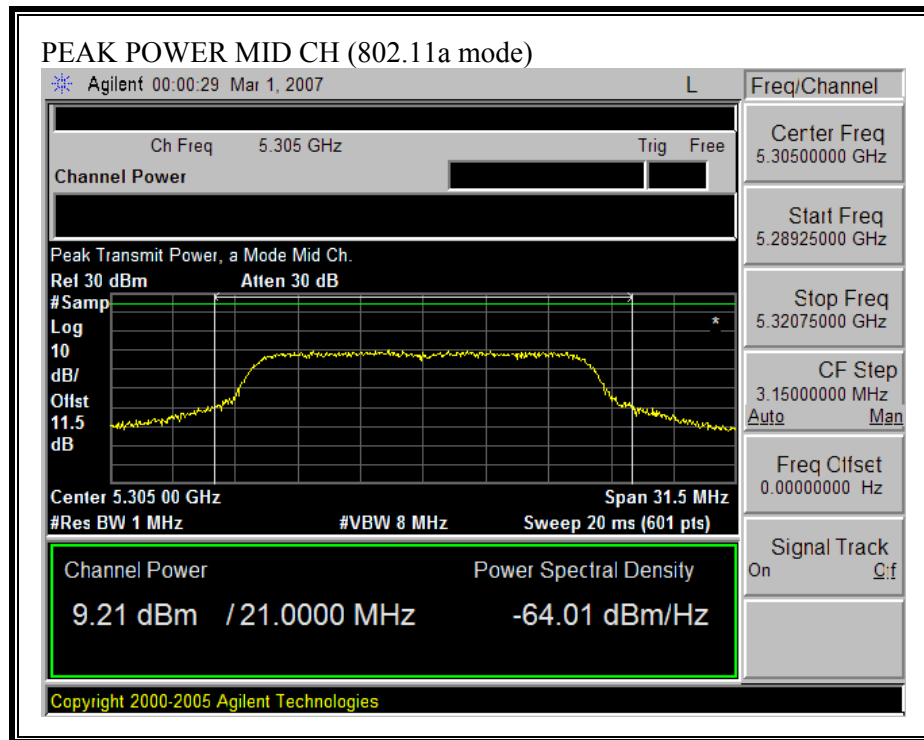 PEAK POWER MID CH (802.11a mode)
Agilent 00:00:29 Mar 1, 2007 L
Freq/Channel
Ch Freq 5.305 GHz Trig Free
Channel Power
Center Freq
5.30500000 GHz
Start Freq
5.28925000 GHz
Stop Freq
5.32075000 GHz
CF Step
3.15000000 MHz
Auto Man
Freq Offset
0.00000000 Hz
Signal Track
On Off
Peak Transmit Power, a Mode Mid Ch.
Ref 30 dBm Atten 30 dB
#Samp
Log
10
dB/
Offst
11.5
dB
*
Center 5.305 00 GHz Span 31.5 MHz
#Res BW 1 MHz #VBW 8 MHz Sweep 20 ms (601 pts)
Channel Power Power Spectral Density
9.21 dBm / 21.0000 MHz -64.01 dBm/Hz
Copyright 2000-2005 Agilent Technologies